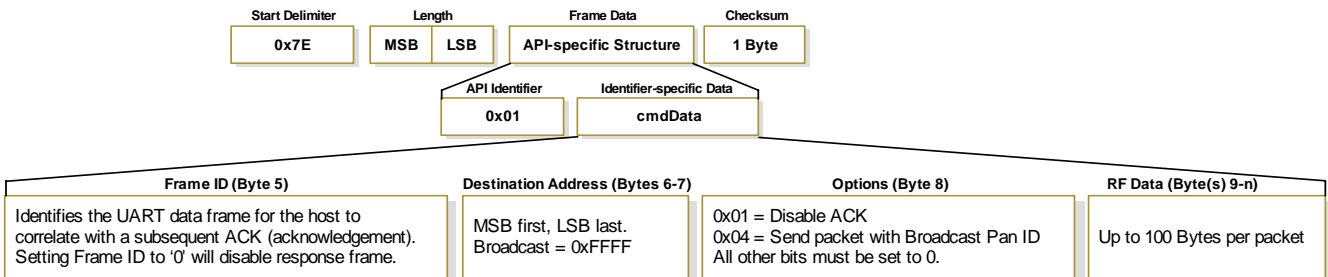 Start Delimiter
Length
Frame Data
Checksum
0x7E
MSB
LSB
API-specific Structure
1 Byte
API Identifier
Identifier-specific Data
0x01
cmdData
Frame ID (Byte 5)
Identifies the UART data frame for the host to
correlate with a subsequent ACK (acknowledgement).
Setting Frame ID to ‘0' will disable response frame.
Destination Address (Bytes 6-7)
MSB first, LSB last.
Broadcast = 0xFFFF
Options (Byte 8)
0x01 = Disable ACK
0x04 = Send packet with Broadcast Pan ID
All other bits must be set to 0.
RF Data (Byte(s) 9-n)
Up to 100 Bytes per packet